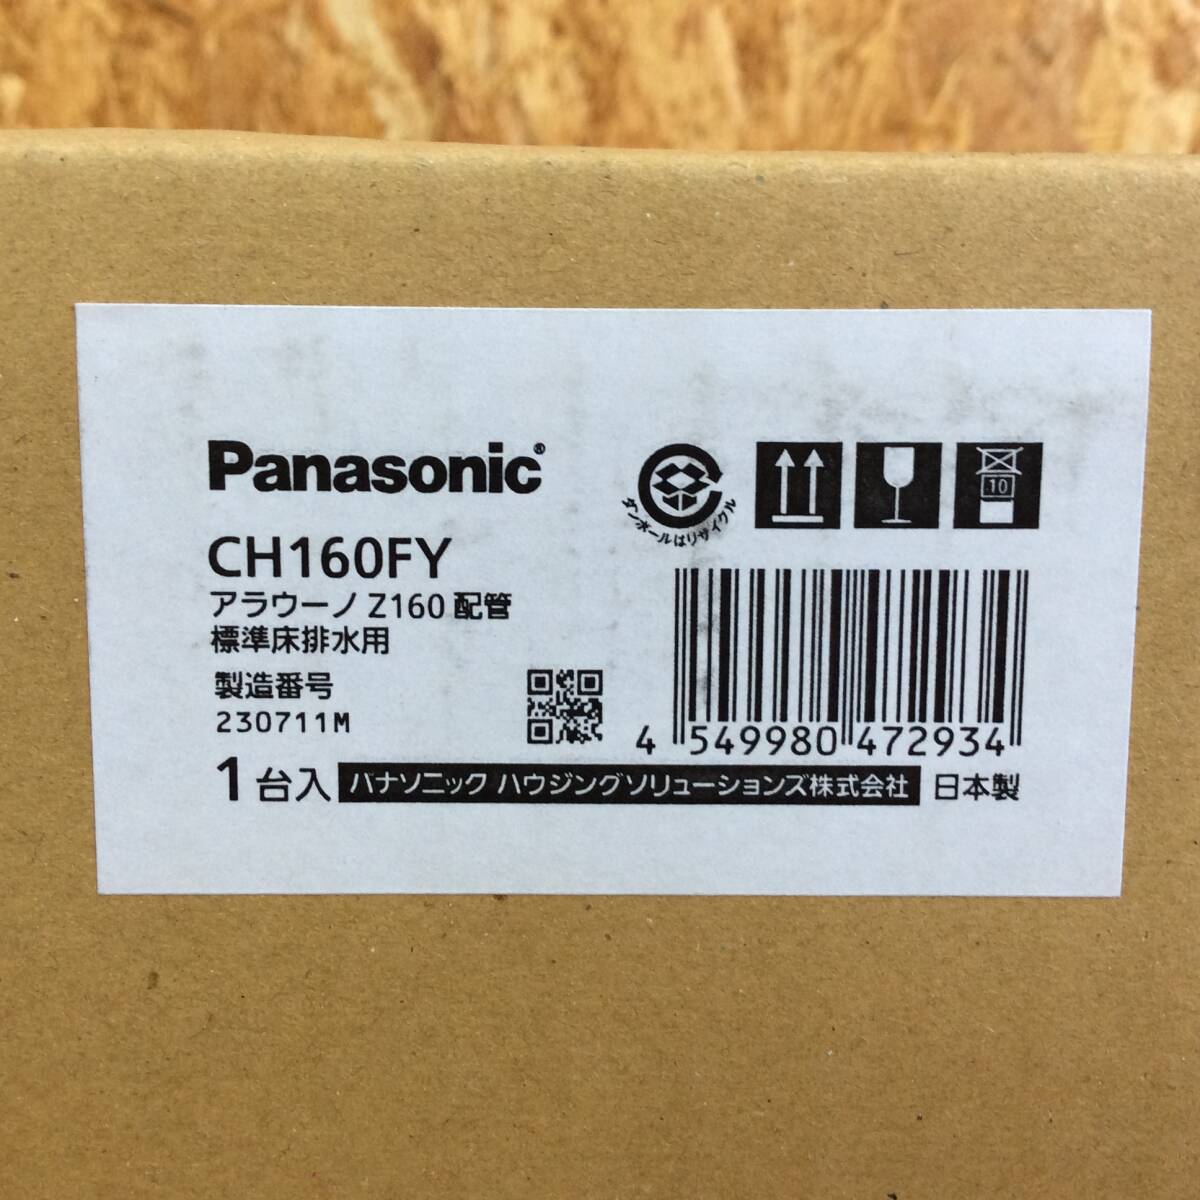 Panasonic®
ダンボールはリサイクル
10
CH160FY
アラウーノ Z160 配管
標準床排水用
製造番号
230711M
4 549980 472934
1台入 パナソニック ハウジングソリューションズ株式会社 日本製